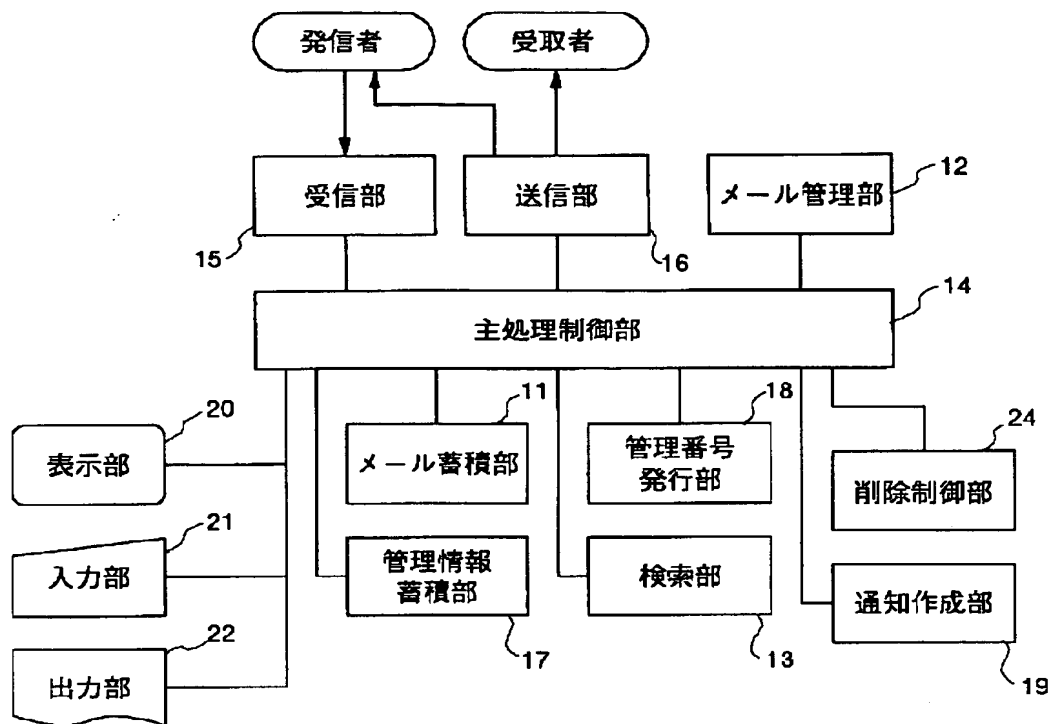 発信者
受取者
受信部
送信部
メール管理部
12
15
16
14
主処理制御部
20
11
18
24
表示部
メール蓄積部
管理番号
発行部
削除制御部
21
入力部
管理情報
蓄積部
検索部
通知作成部
22
17
13
19
出力部